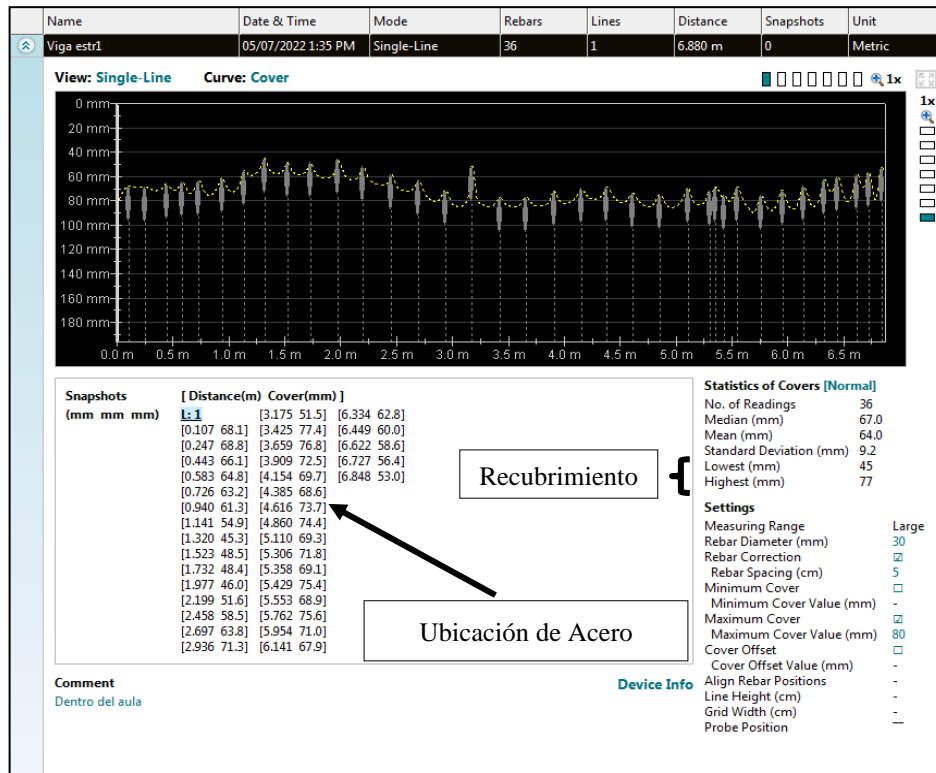 Name Date & Time Mode Rebars Lines Distance Snapshots Unit
Viga estr1 05/07/2022 1:35 PM Single-Line 36 1 6.880 m 0 Metric
View: Single-Line Curve: Cover 1x
1x
0 mm
20 mm
40 mm
60 mm
80 mm
100 mm
120 mm
140 mm
160 mm
180 mm
0.0 m 0.5 m 1.0 m 1.5 m 2.0 m 2.5 m 3.0 m 3.5 m 4.0 m 4.5 m 5.0 m 5.5 m 6.0 m 6.5 m
Snapshots
(mm mm mm)
[ Distance(m) Cover(mm) ]
L: 1 [3.175 51.5] [6.334 62.8]
[0.107 68.1] [3.425 77.4] [6.449 60.0]
[0.247 68.8] [3.659 76.8] [6.622 58.6]
[0.443 66.1] [3.909 72.5] [6.727 56.4]
[0.583 64.8] [4.154 69.7] [6.848 53.0]
[0.726 63.2] [4.385 68.6]
[0.940 61.3] [4.616 73.7]
[1.141 54.9] [4.860 74.4]
[1.320 45.3] [5.110 69.3]
[1.523 48.5] [5.306 71.8]
[1.732 48.4] [5.358 69.1]
[1.977 46.0] [5.429 75.4]
[2.199 51.6] [5.553 68.9]
[2.458 58.5] [5.762 75.6]
[2.697 63.8] [5.954 71.0]
[2.936 71.3] [6.141 67.9]
Recubrimiento
Ubicación de Acero
Statistics of Covers [Normal]
No. of Readings 36
Median (mm) 67.0
Mean (mm) 64.0
Standard Deviation (mm) 9.2
Lowest (mm) 45
Highest (mm) 77
Settings
Measuring Range Large
Rebar Diameter (mm) 30
Rebar Correction ☑
Rebar Spacing (cm) 5
Minimum Cover ☐
Minimum Cover Value (mm) -
Maximum Cover ☑
Maximum Cover Value (mm) 80
Cover Offset ☐
Cover Offset Value (mm) -
Align Rebar Positions -
Line Height (cm) -
Grid Width (cm) -
Probe Position —
Comment
Dentro del aula
Device Info